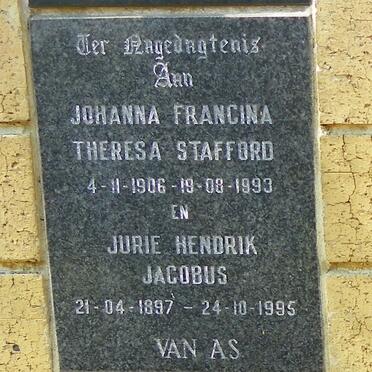 Ter Nagedagtenis
Aan
JOHANNA FRANCINA
THERESA STAFFORD
4-11-1906-19-08-1993
EN
JURIE HENDRIK
JACOBUS
21-04-1897 - 24-10-1995
VAN AS